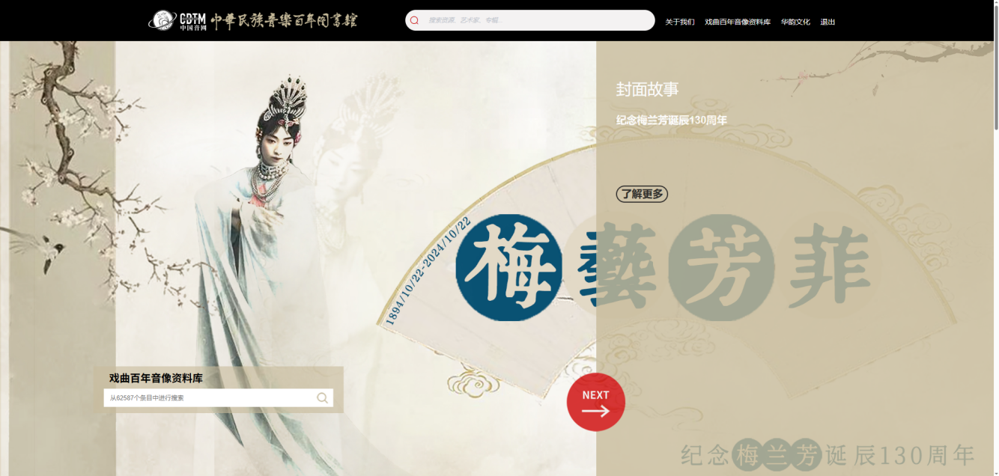 CDTM
中国音网
中華民族音樂百年图書館
搜索资源、艺术家、专辑...
关于我们 戏曲百年音像资料库 华韵文化 退出
封面故事
纪念梅兰芳诞辰130周年
了解更多
1894/10/22-2024/10/22
梅藝芳菲
戏曲百年音像资料库
从62587个条目中进行搜索
NEXT
纪念梅兰芳诞辰130周年